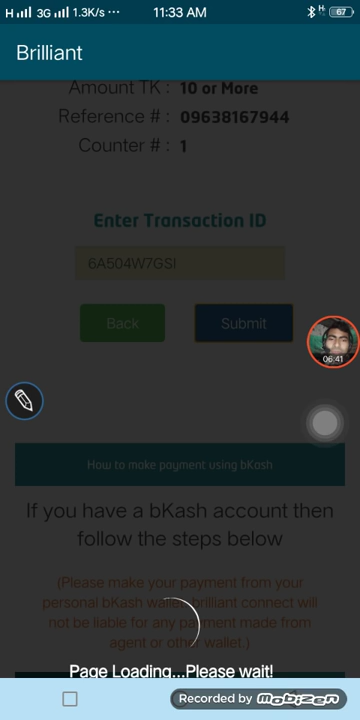 H 3G 1.3K/s ··· 11:33 AM H 67
Brilliant
Amount TK : 10 or More
Reference # : 09638167944
Counter # : 1
Enter Transaction ID
6A504W7GSI
Back Submit
06:41
How to make payment using bKash
If you have a bKash account then
follow the steps below
(Please make your payment from your
personal bKash wallet, brilliant connect will
not be liable for any payment made from
agent or other wallet.)
Page Loading...Please wait!
Recorded by MOBIZEN